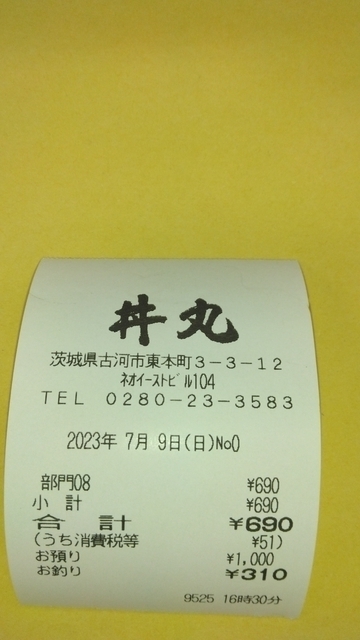 丼丸
茨城県古河市東本町3-3-12
ﾈｵｲｰｽﾄﾋﾞﾙ104
TEL 0280-23-3583
2023年 7月 9日(日)No0
部門08 ¥690
小 計 ¥690
合 計 ¥690
(うち消費税等 ¥51)
お預り ¥1,000
お釣り ¥310
9525 16時30分